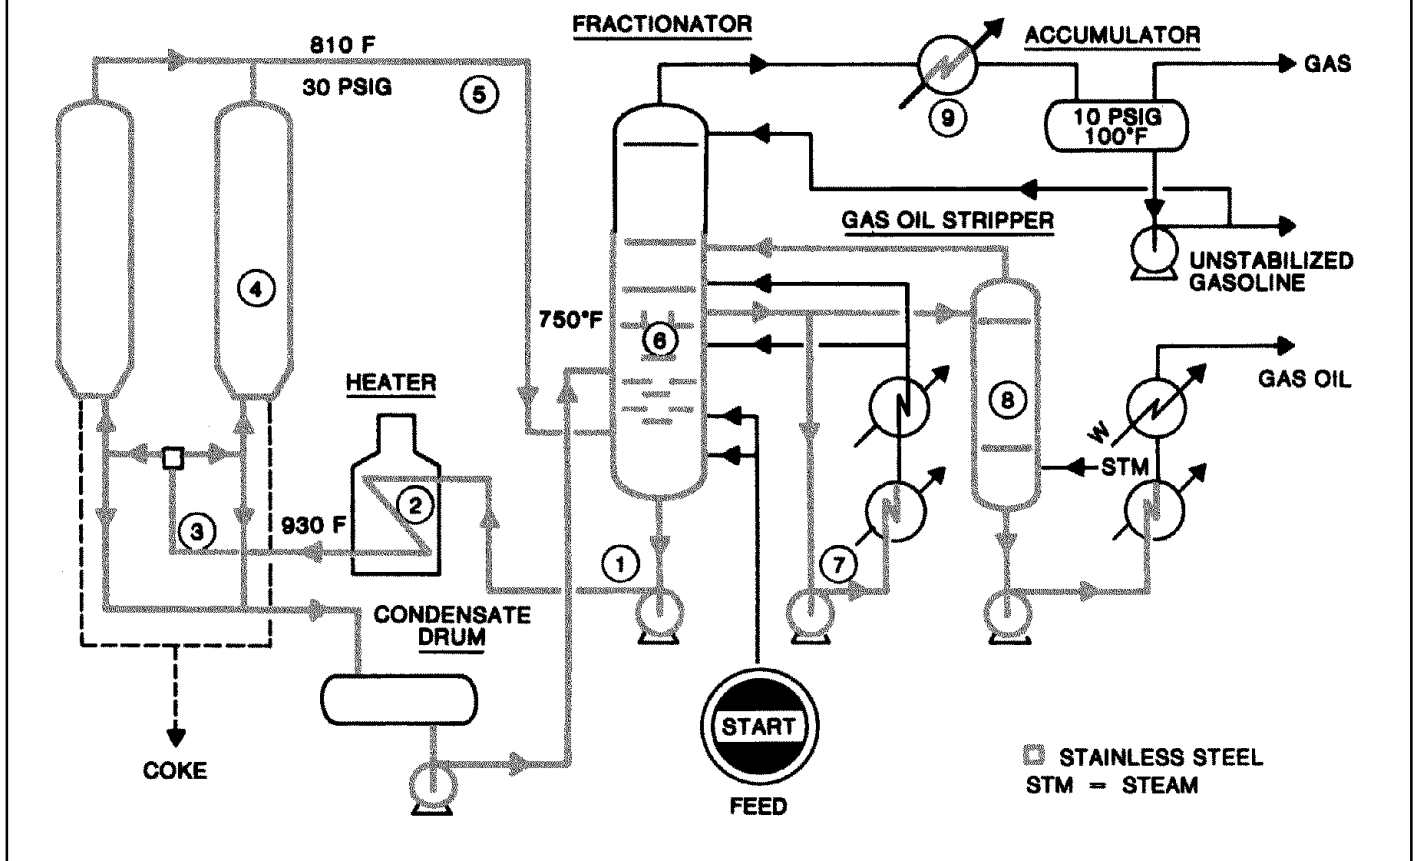 FRACTIONATOR
ACCUMULATOR
810 F
30 PSIG
5
GAS
9
10 PSIG
100°F
GAS OIL STRIPPER
UNSTABILIZED
GASOLINE
4
750°F
6
HEATER
GAS OIL
8
W
STM
2
930 F
3
1
7
CONDENSATE
DRUM
START
COKE
FEED
STAINLESS STEEL
STM = STEAM